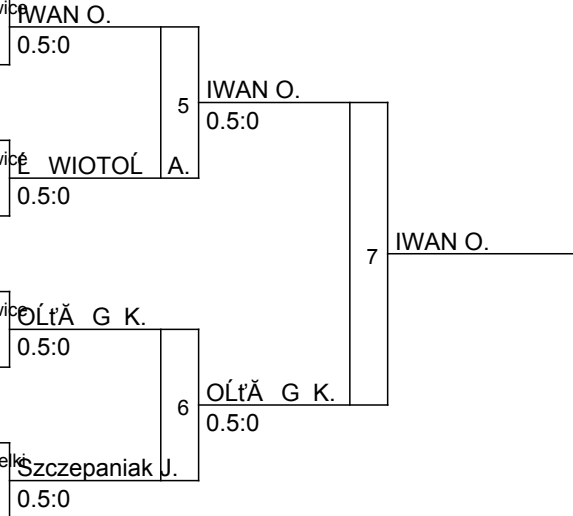 IWAN O.
0.5:0
5
IWAN O.
0.5:0
Ĺ WIOTOĹ A.
0.5:0
7
IWAN O.
OĹťĂ G K.
0.5:0
6
OĹťĂ G K.
0.5:0
Szczepaniak J.
0.5:0